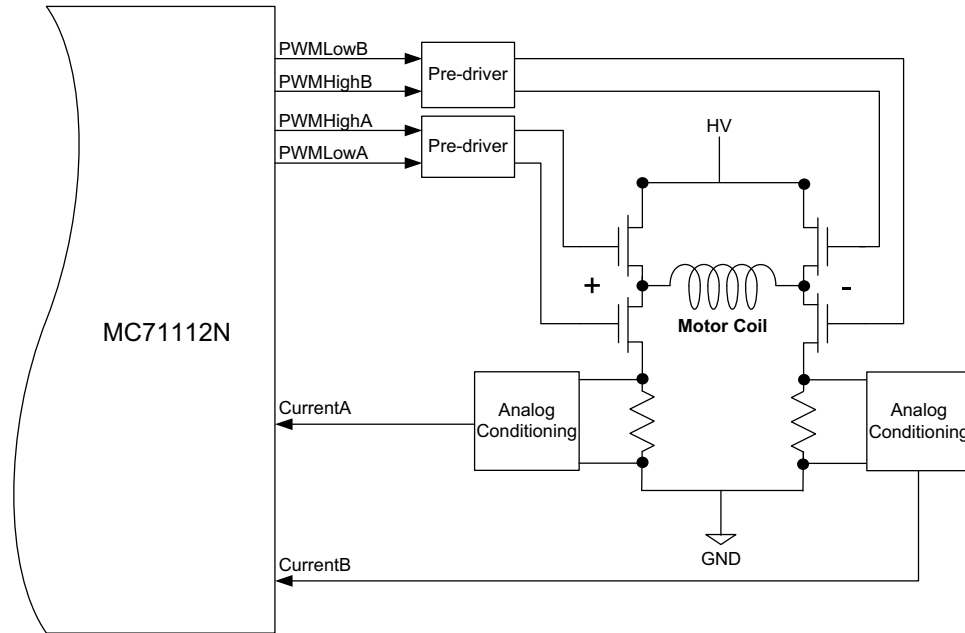 PWMLowB
PWMHighB
Pre-driver
PWMHighA
PWMLowA
Pre-driver
HV
+
-
Motor Coil
MC71112N
CurrentA
Analog
Conditioning
Analog
Conditioning
GND
CurrentB